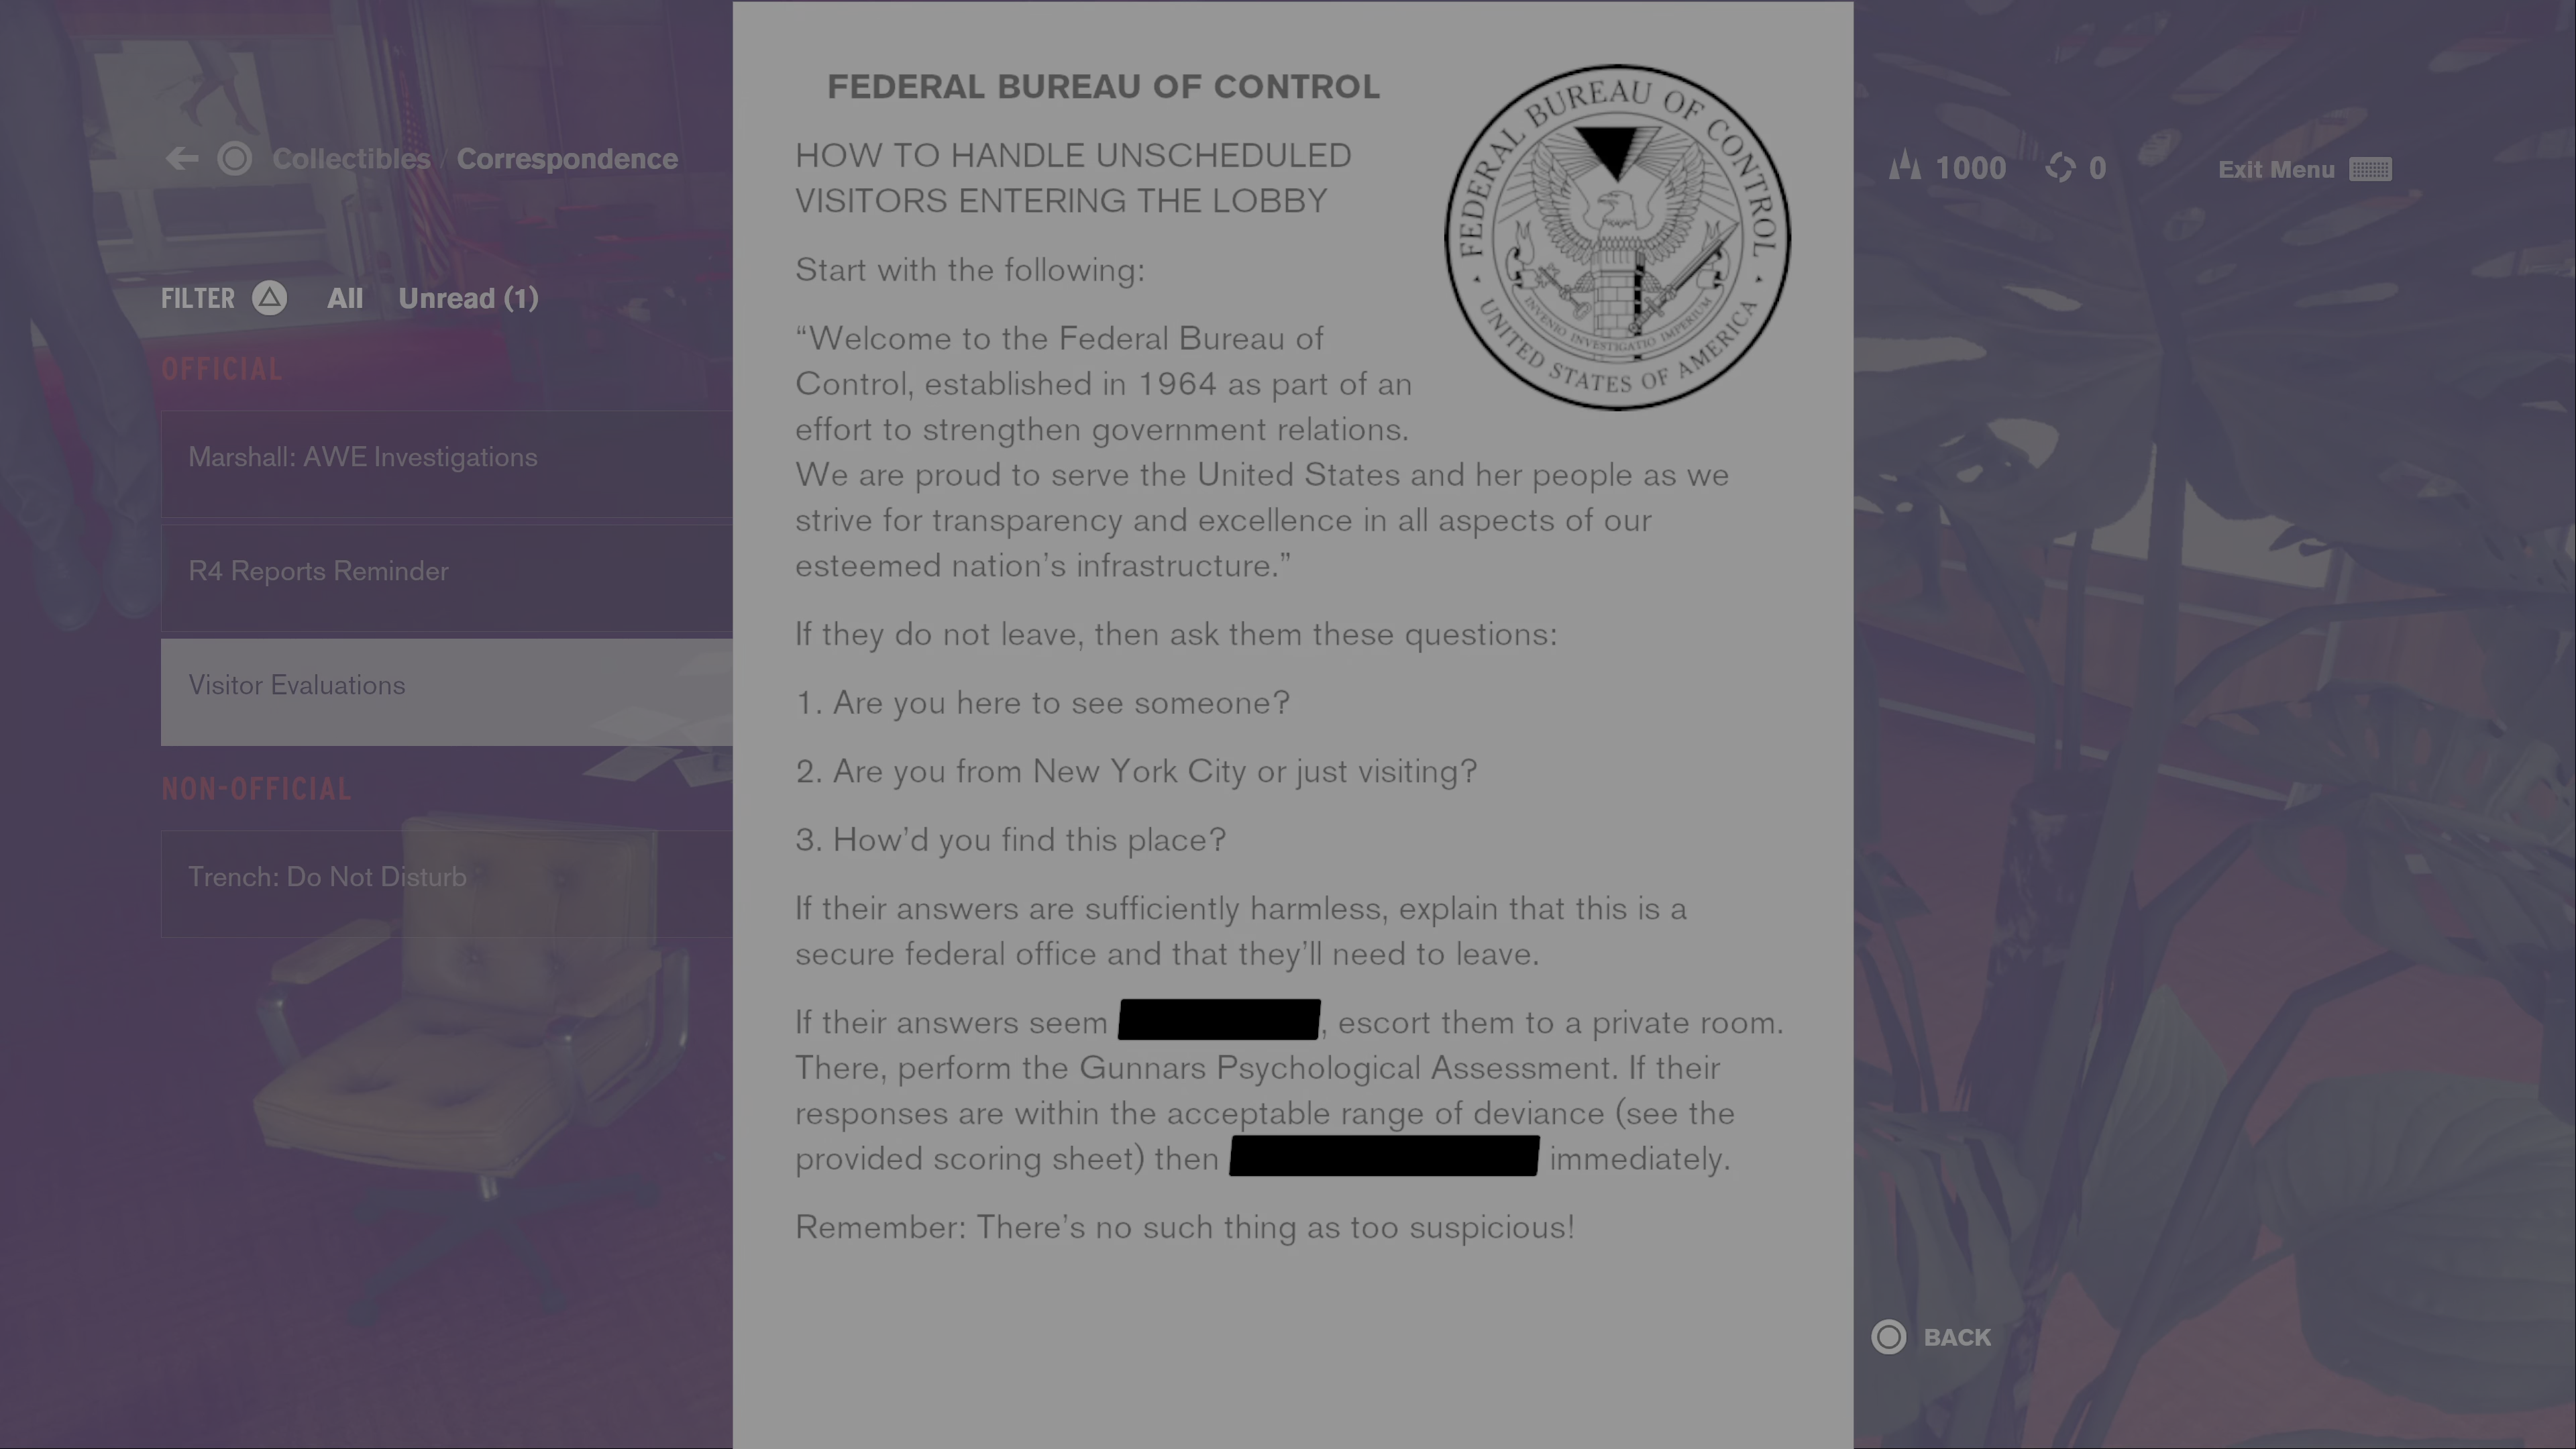 Collectibles / Correspondence
FILTER All Unread (1)
OFFICIAL
Marshall: AWE Investigations
R4 Reports Reminder
Visitor Evaluations
NON-OFFICIAL
Trench: Do Not Disturb
FEDERAL BUREAU OF CONTROL
HOW TO HANDLE UNSCHEDULED
VISITORS ENTERING THE LOBBY
Start with the following:
“Welcome to the Federal Bureau of
Control, established in 1964 as part of an
effort to strengthen government relations.
We are proud to serve the United States and her people as we
strive for transparency and excellence in all aspects of our
esteemed nation’s infrastructure.”
If they do not leave, then ask them these questions:
1. Are you here to see someone?
2. Are you from New York City or just visiting?
3. How’d you find this place?
If their answers are sufficiently harmless, explain that this is a
secure federal office and that they’ll need to leave.
If their answers seem , escort them to a private room.
There, perform the Gunnars Psychological Assessment. If their
responses are within the acceptable range of deviance (see the
provided scoring sheet) then immediately.
Remember: There’s no such thing as too suspicious!
FEDERAL BUREAU OF CONTROL
UNITED STATES OF AMERICA
INVENIO INVESTIGATIO IMPERIUM
1000 0 Exit Menu
BACK